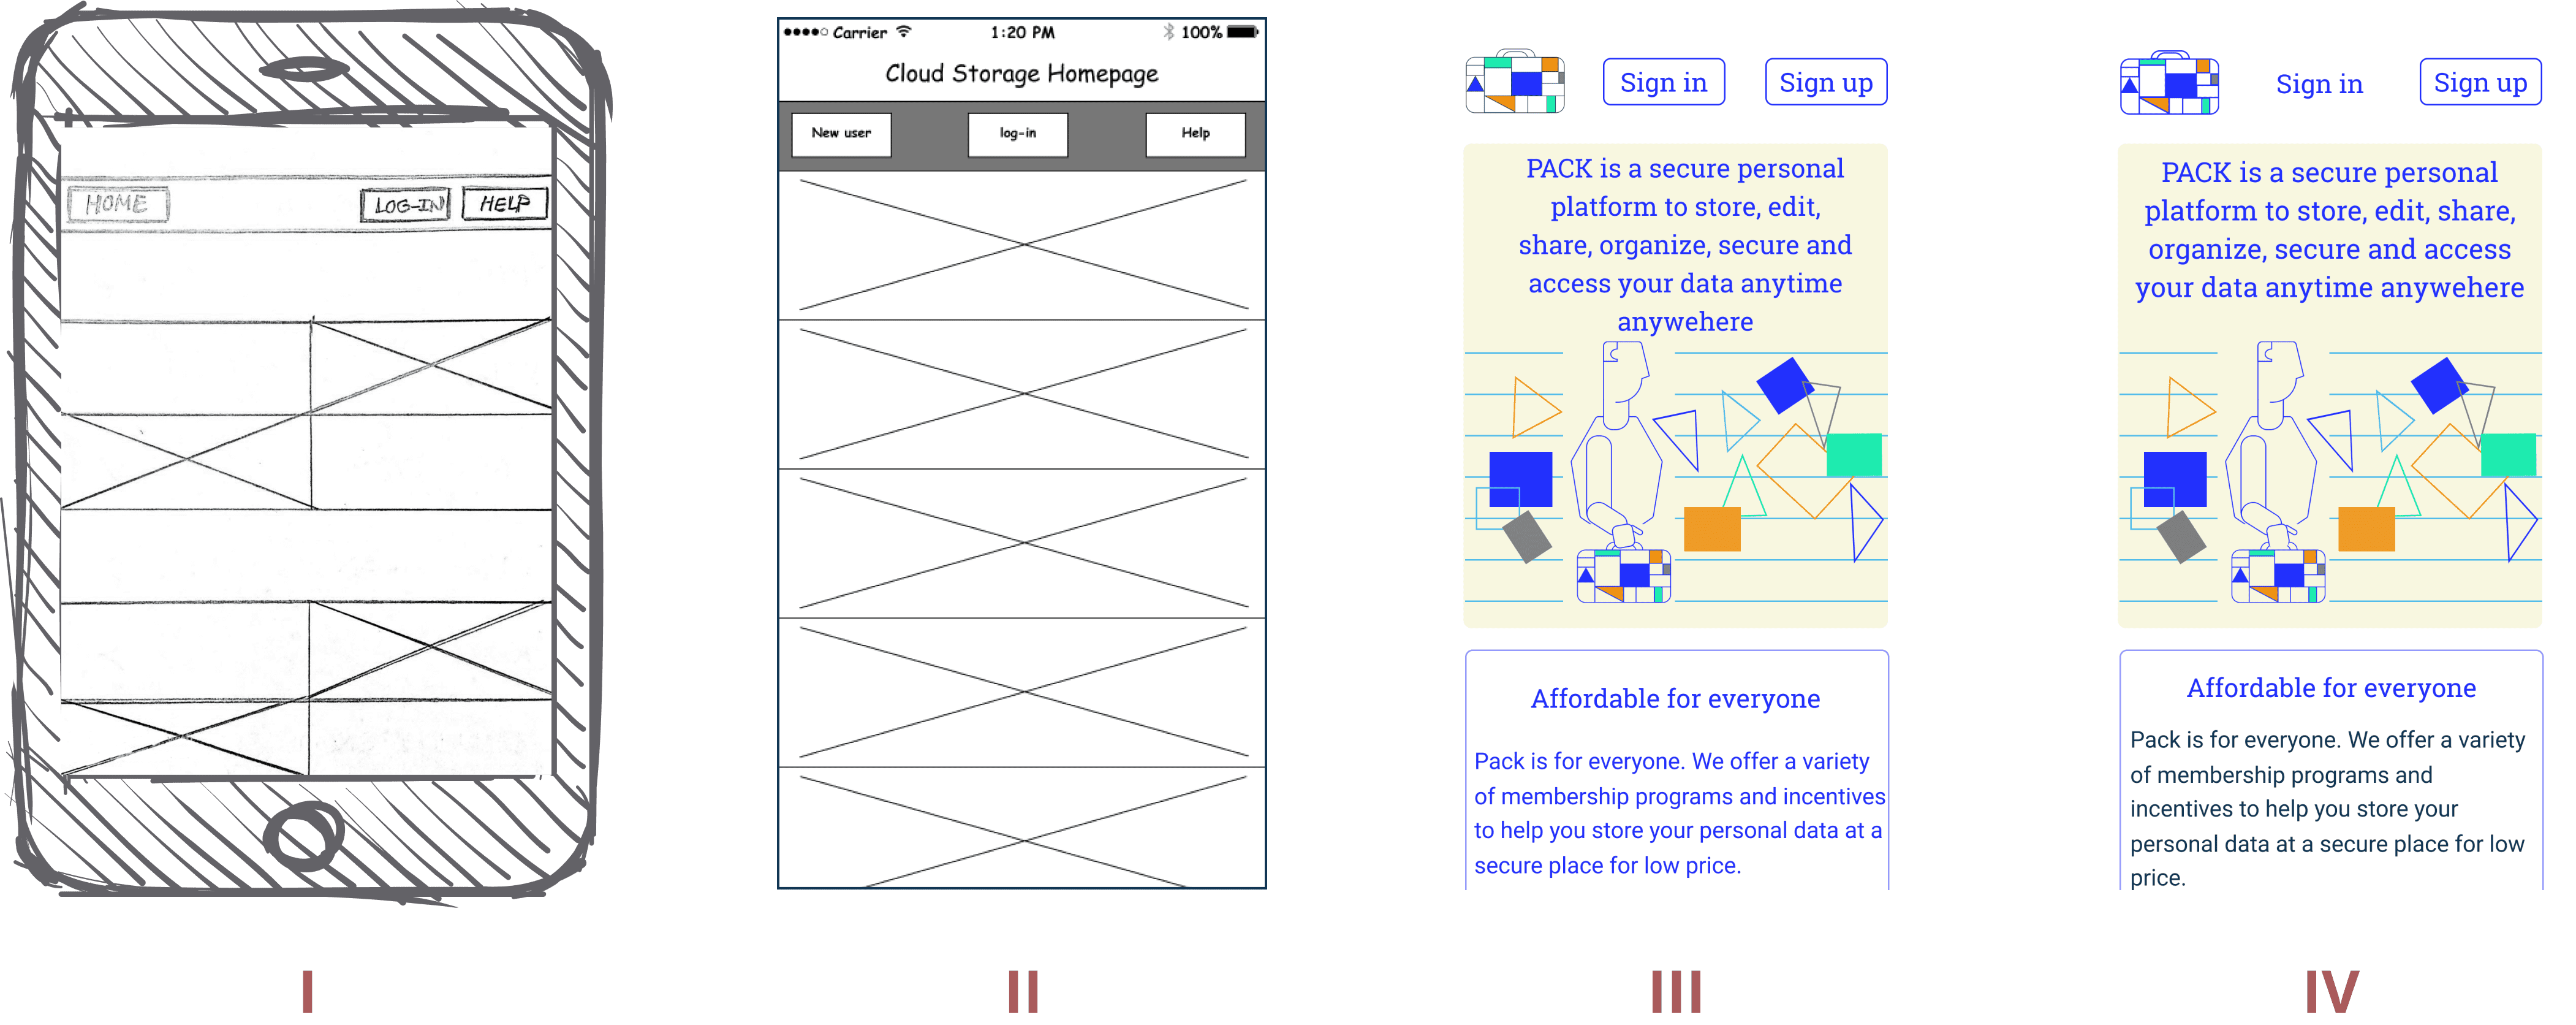 HOME
LOG-IN
HELP
I
Carrier
1:20 PM
100%
Cloud Storage Homepage
New user
log-in
Help
II
Sign in
Sign up
PACK is a secure personal
platform to store, edit,
share, organize, secure and
access your data anytime
anywehere
Affordable for everyone
Pack is for everyone. We offer a variety
of membership programs and incentives
to help you store your personal data at a
secure place for low price.
III
Sign in
Sign up
PACK is a secure personal
platform to store, edit, share,
organize, secure and access
your data anytime anywehere
Affordable for everyone
Pack is for everyone. We offer a variety
of membership programs and
incentives to help you store your
personal data at a secure place for low
price.
IV